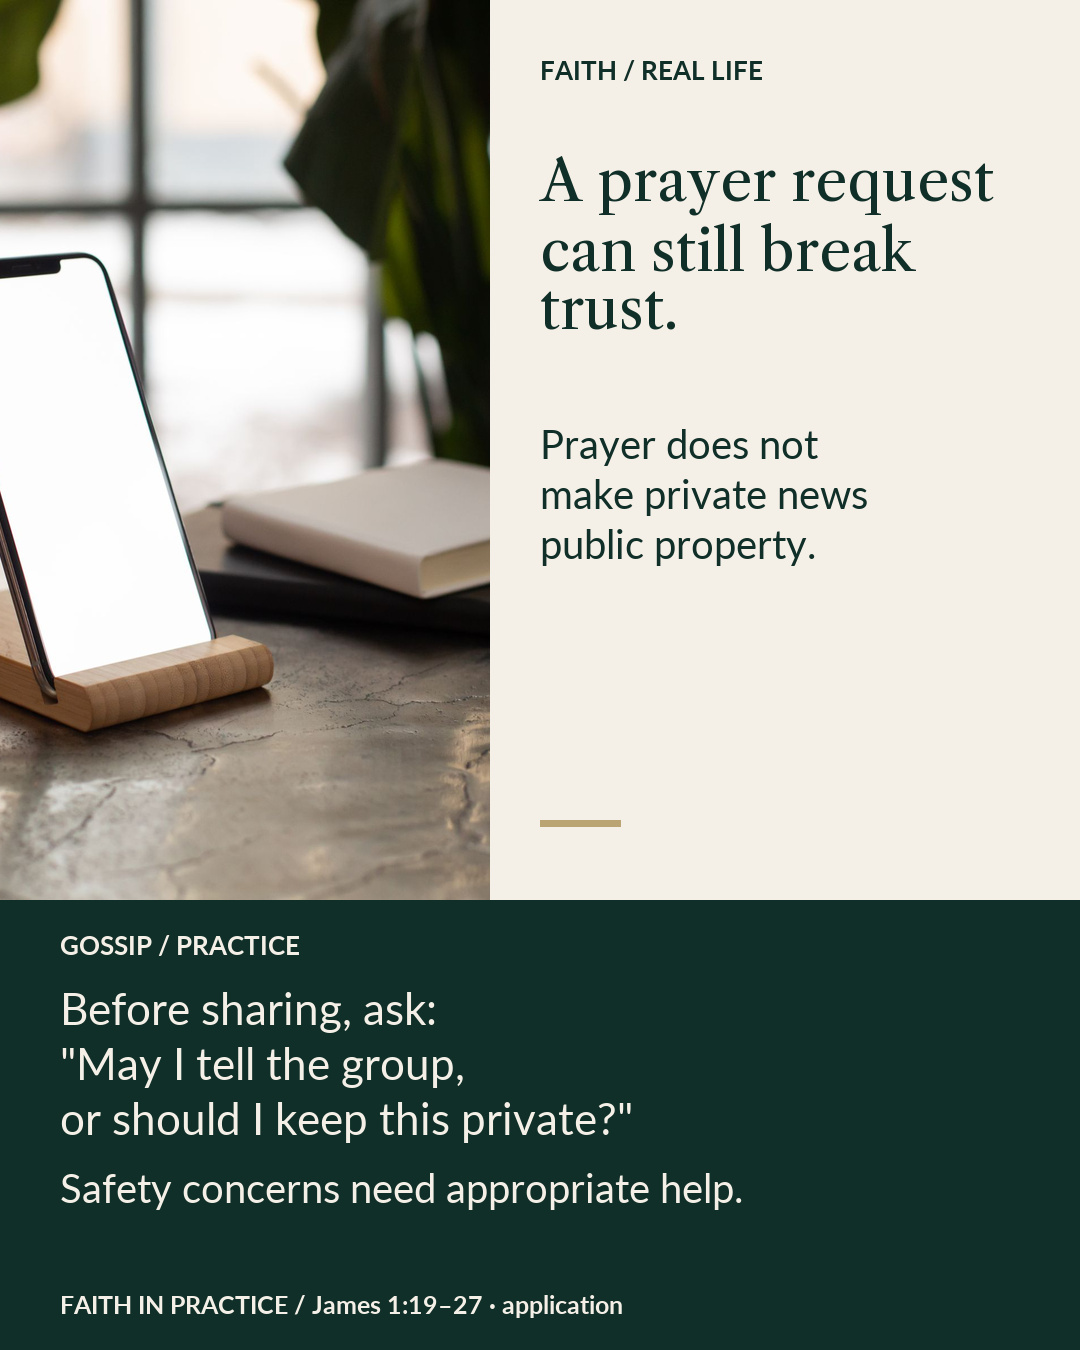 FAITH / REAL LIFE
A prayer request
can still break
trust.
Prayer does not
make private news
public property.
GOSSIP / PRACTICE
Before sharing, ask:
"May I tell the group,
or should I keep this private?"
Safety concerns need appropriate help.
FAITH IN PRACTICE / James 1:19–27 · application